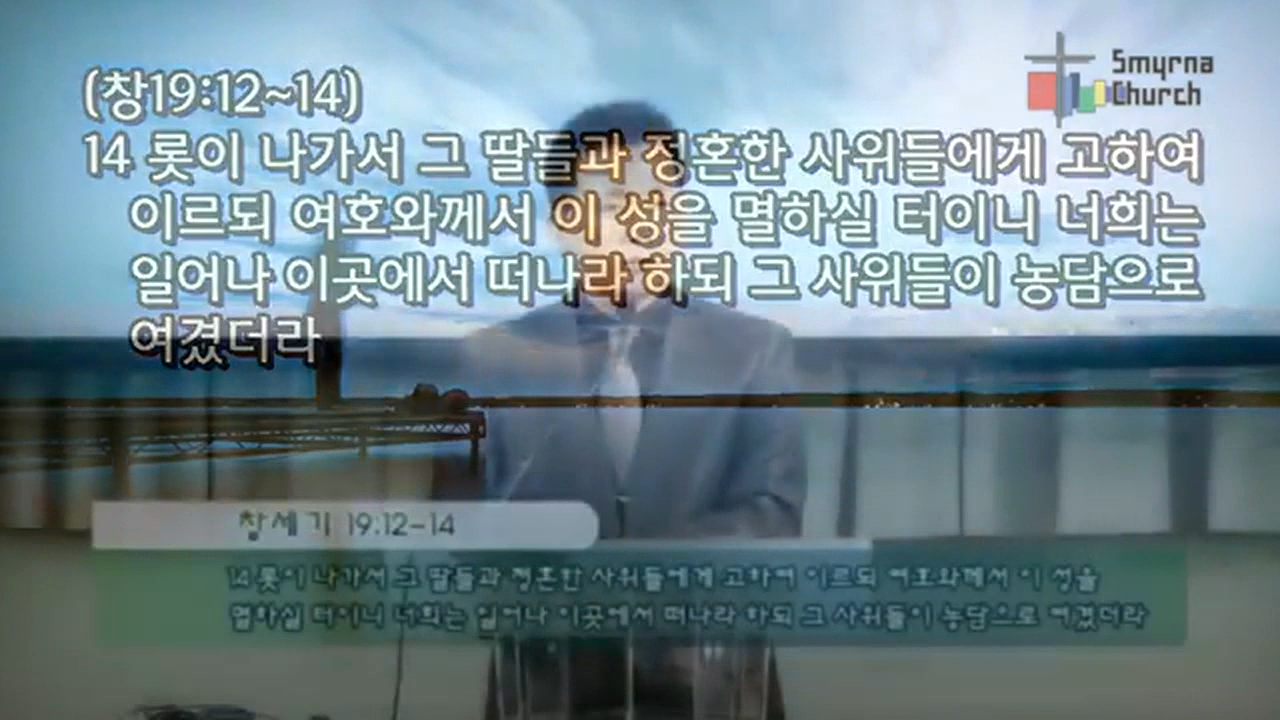 (창19:12~14)
Smyrna
Church
14 롯이 나가서 그 딸들과 정혼한 사위들에게 고하여
이르되 여호와께서 이 성을 멸하실 터이니 너희는
일어나 이곳에서 떠나라 하되 그 사위들이 농담으로
여겼더라
창세기 19:12-14
14 롯이 나가서 그 딸들과 정혼한 사위들에게 고하여 이르되 여호와께서 이 성을
멸하실 터이니 너희는 일어나 이곳에서 떠나라 하되 그 사위들이 농담으로 여겼더라